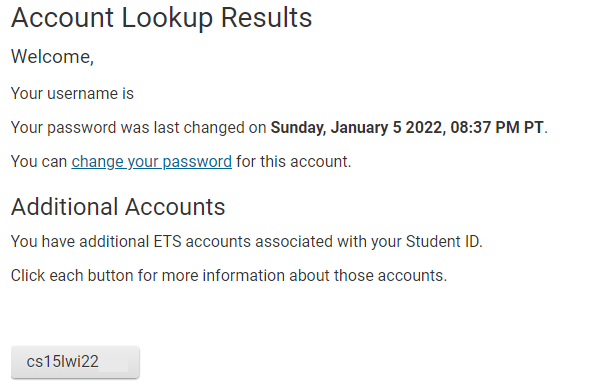 Account Lookup Results
Welcome,
Your username is
Your password was last changed on Sunday, January 5 2022, 08:37 PM PT.
You can change your password for this account.
Additional Accounts
You have additional ETS accounts associated with your Student ID.
Click each button for more information about those accounts.
cs15lwi22